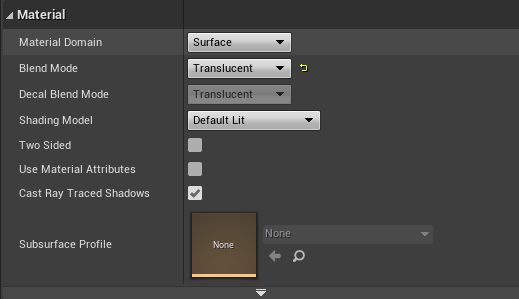 Material
Material Domain Surface
Blend Mode Translucent
Decal Blend Mode Translucent
Shading Model Default Lit
Two Sided
Use Material Attributes
Cast Ray Traced Shadows
Subsurface Profile None None